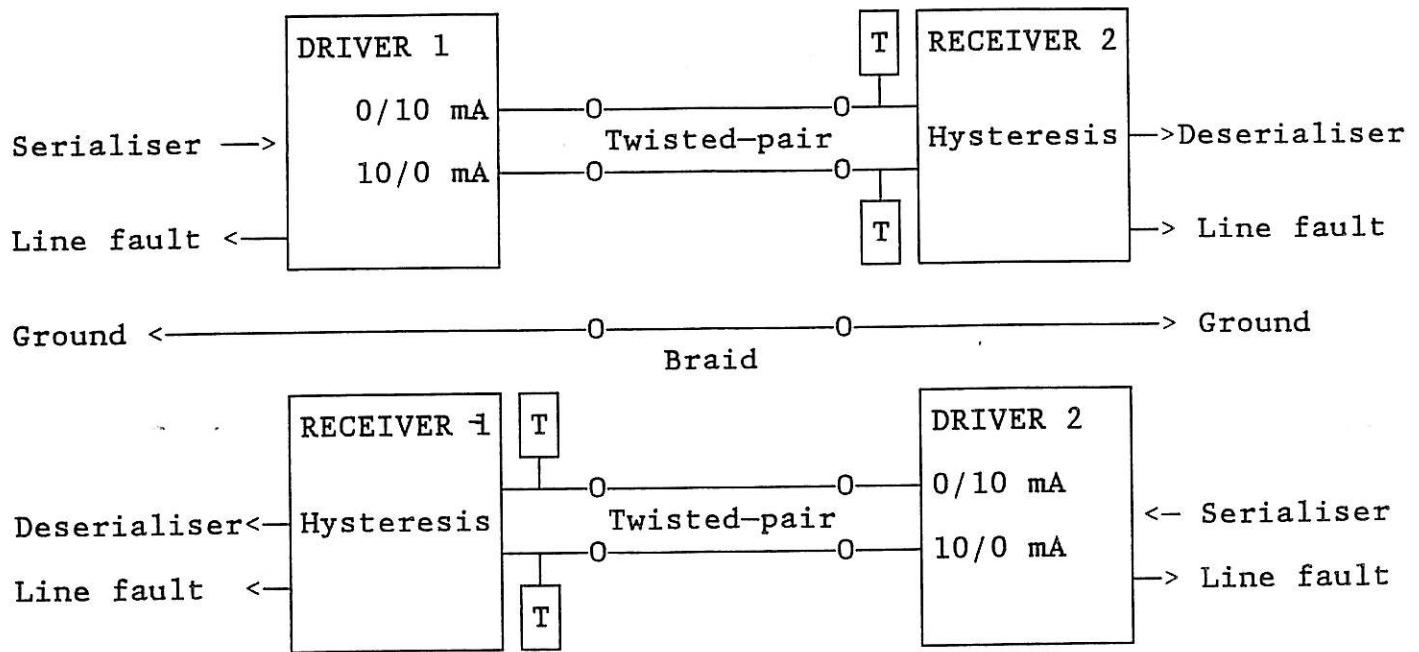 DRIVER 1
T
RECEIVER 2
0/10 mA
O
O
Serialiser —>
Twisted—pair
Hysteresis
—>Deserialiser
10/0 mA
O
O
Line fault <—
T
—> Line fault
Ground <—
O
O
—> Ground
Braid
RECEIVER 1
T
DRIVER 2
O
O
0/10 mA
Deserialiser<—
Hysteresis
Twisted—pair
<— Serialiser
O
O
10/0 mA
Line fault <—
T
—> Line fault